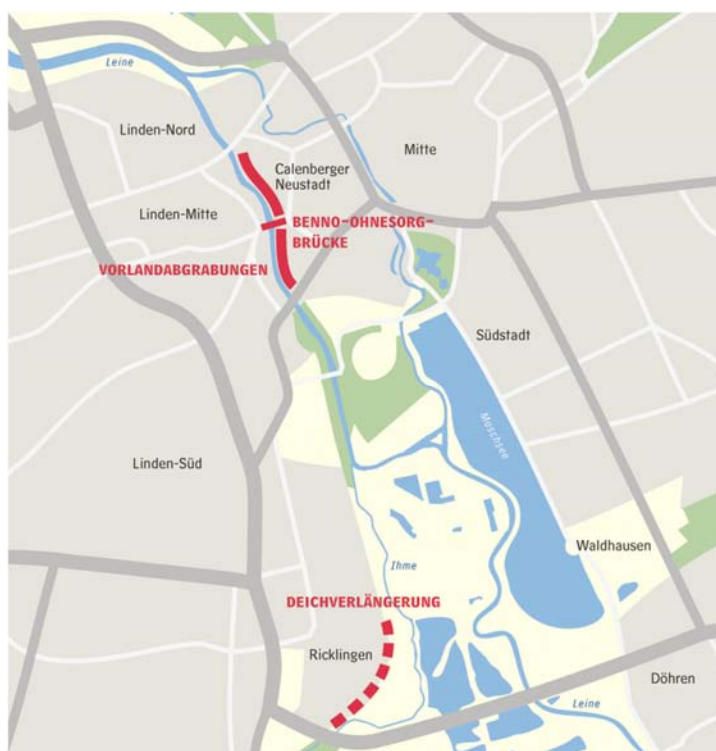 Leine
Linden-Nord
Mitte
Calenberger
Neustadt
Linden-Mitte
BENNO-OHNESORG-
BRÜCKE
VORLANDABGRABUNGEN
Südstadt
Maschsee
Linden-Süd
Waldhausen
Ihme
DEICHVERLÄNGERUNG
Ricklingen
Döhren
Leine